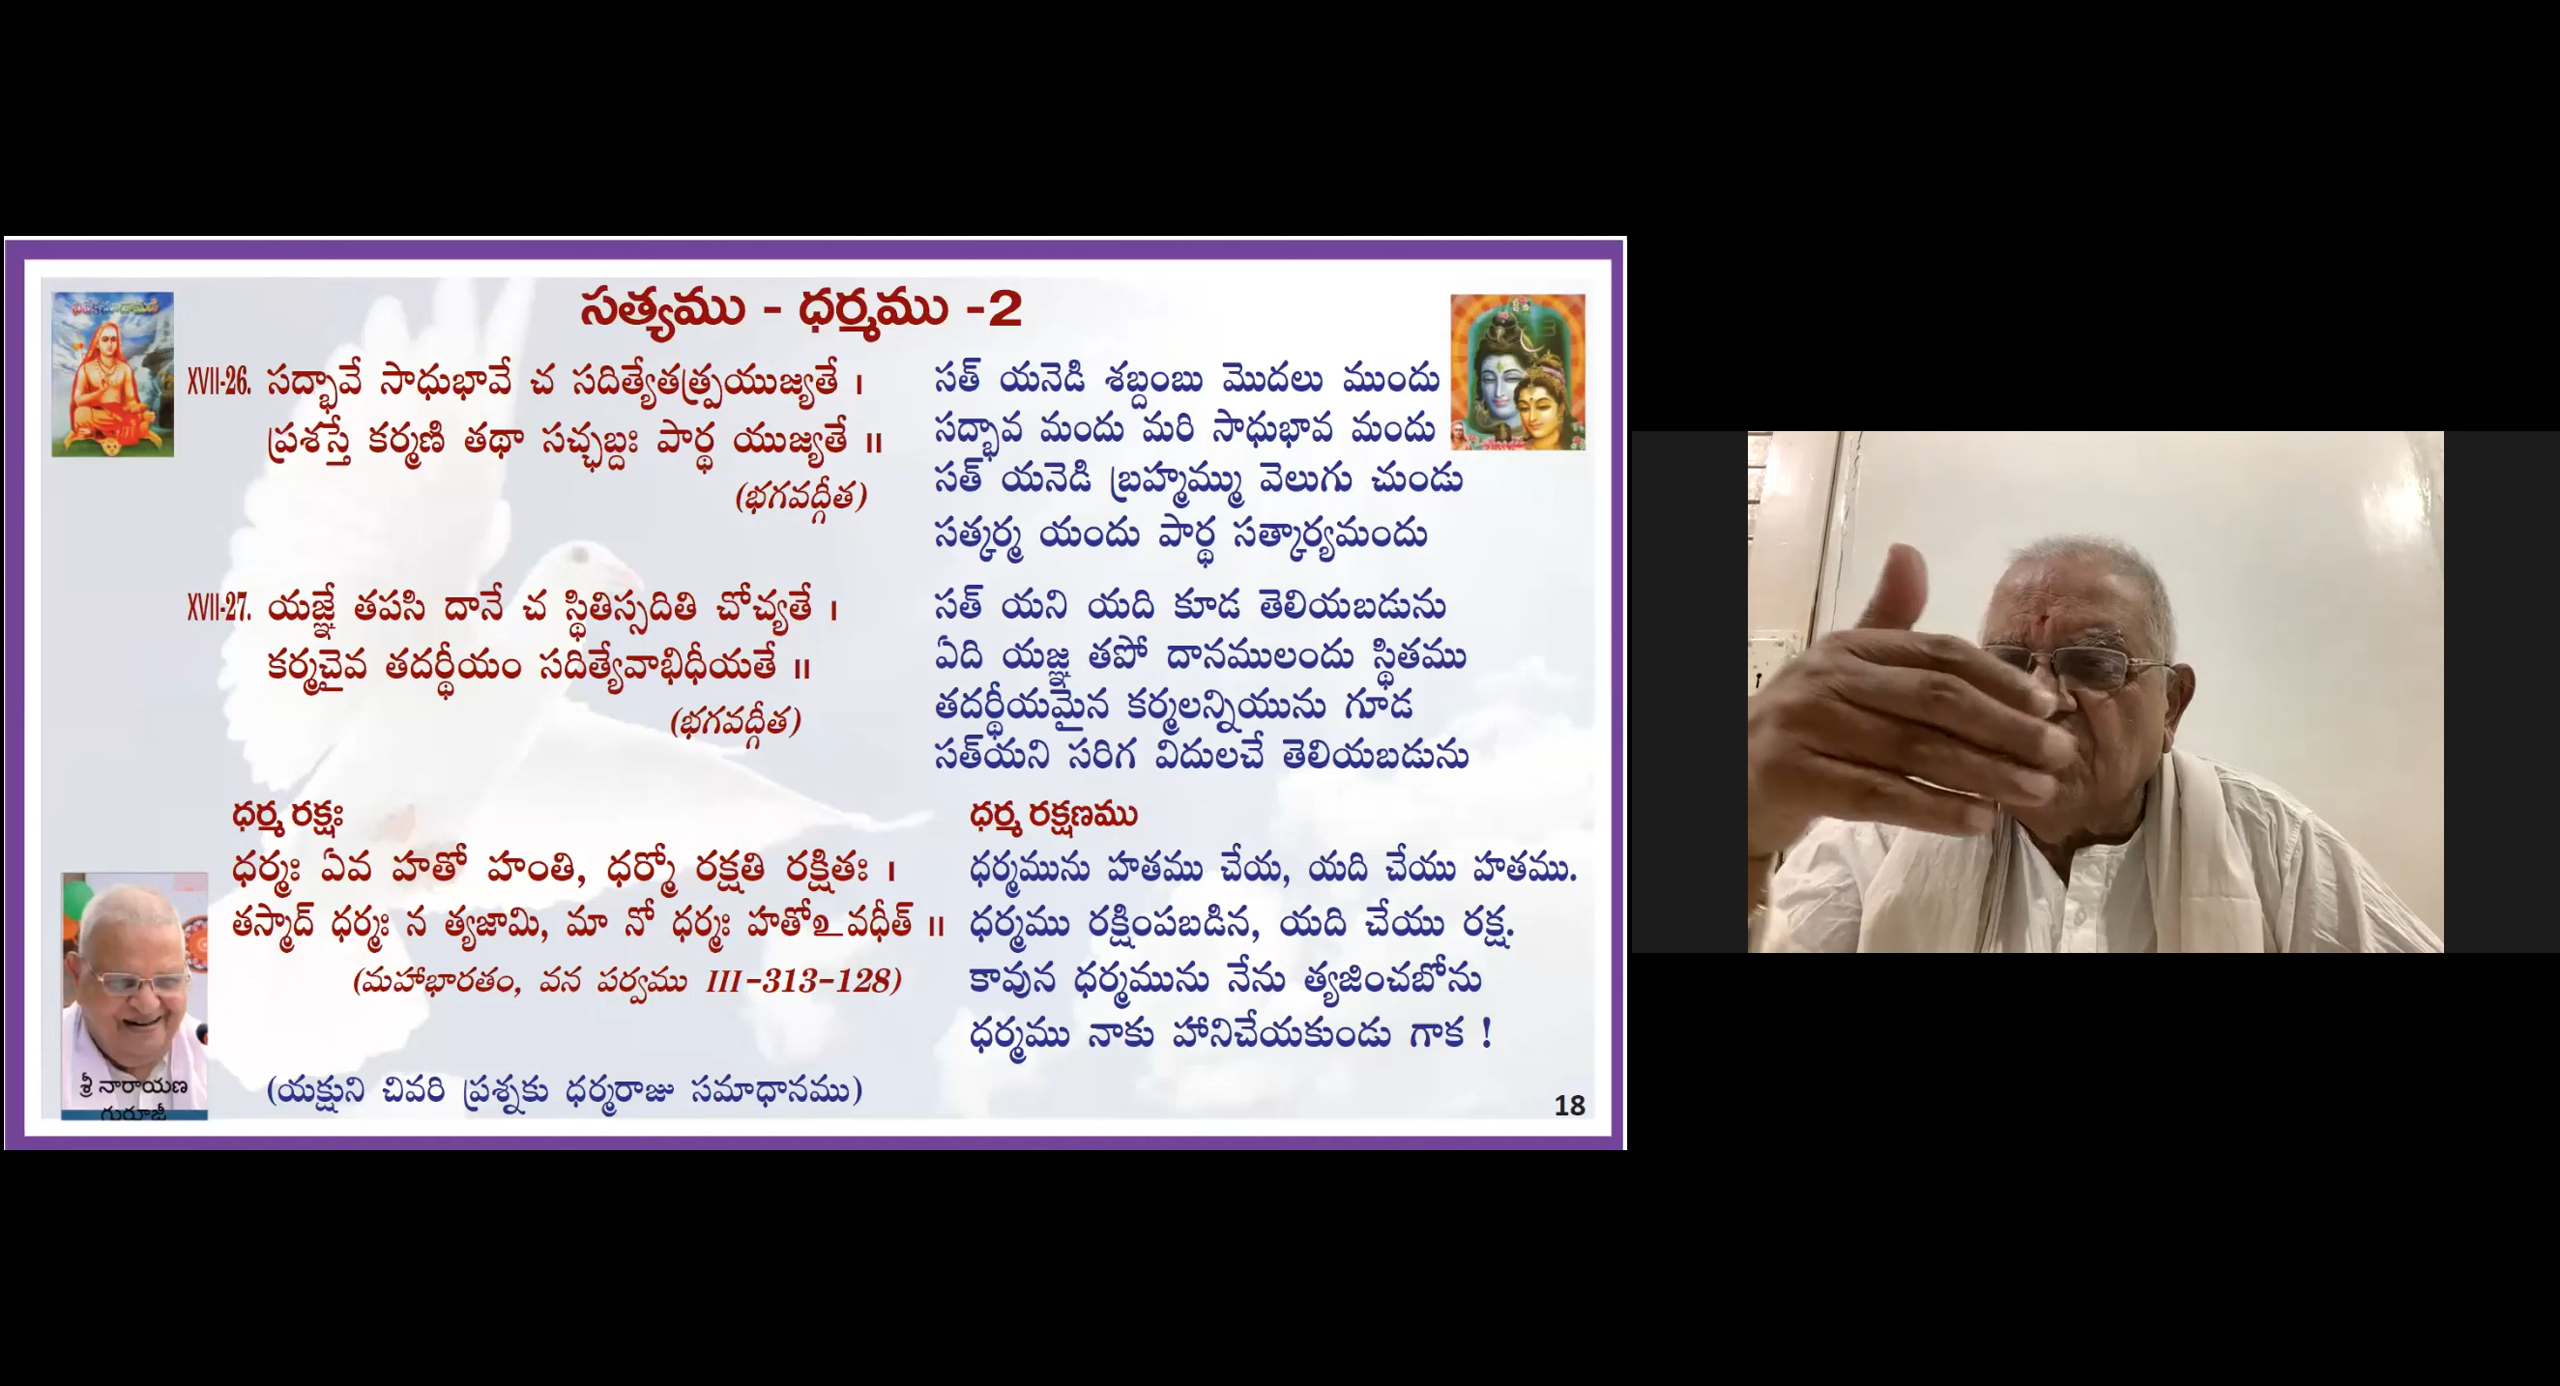 సత్యము - ధర్మము -2
XVII-26. సద్భావే సాధుభావే చ సదిత్యేతత్ప్రయుజ్యతే ।
ప్రశస్తే కర్మణి తథా సచ్ఛబ్దః పార్థ యుజ్యతే ॥
(భగవద్గీత)
సత్ యనెడి శబ్దంబు మొదలు ముందు
సద్భావ మందు మరి సాధుభావ మందు
సత్ యనెడి బ్రహ్మమ్ము వెలుగు చుండు
సత్కర్మ యందు పార్థ సత్కార్యమందు
XVII-27. యజ్ఞే తపసి దానే చ స్థితిస్సదితి చోచ్యతే ।
కర్మచైవ తదర్థీయం సదిత్యేవాభిధీయతే ॥
(భగవద్గీత)
సత్ యని యది కూడ తెలియబడును
ఏది యజ్ఞ తపో దానములందు స్థితము
తదర్థీయమైన కర్మలన్నియును గూడ
సత్‌యని సరిగ విదులచే తెలియబడును
ధర్మ రక్షః
ధర్మః ఏవ హతో హంతి, ధర్మో రక్షతి రక్షితః ।
తస్మాద్ ధర్మః న త్యజామి, మా నో ధర్మః హతోఽవధీత్ ॥
(మహాభారతం, వన పర్వము III-313-128)
ధర్మ రక్షణము
ధర్మమును హతము చేయ, యది చేయు హతము.
ధర్మము రక్షింపబడిన, యది చేయు రక్ష.
కావున ధర్మమును నేను త్యజించబోను
ధర్మము నాకు హానిచేయకుండు గాక !
శ్రీ నారాయణ
గురూజీ
(యక్షుని చివరి ప్రశ్నకు ధర్మరాజు సమాధానము)
18